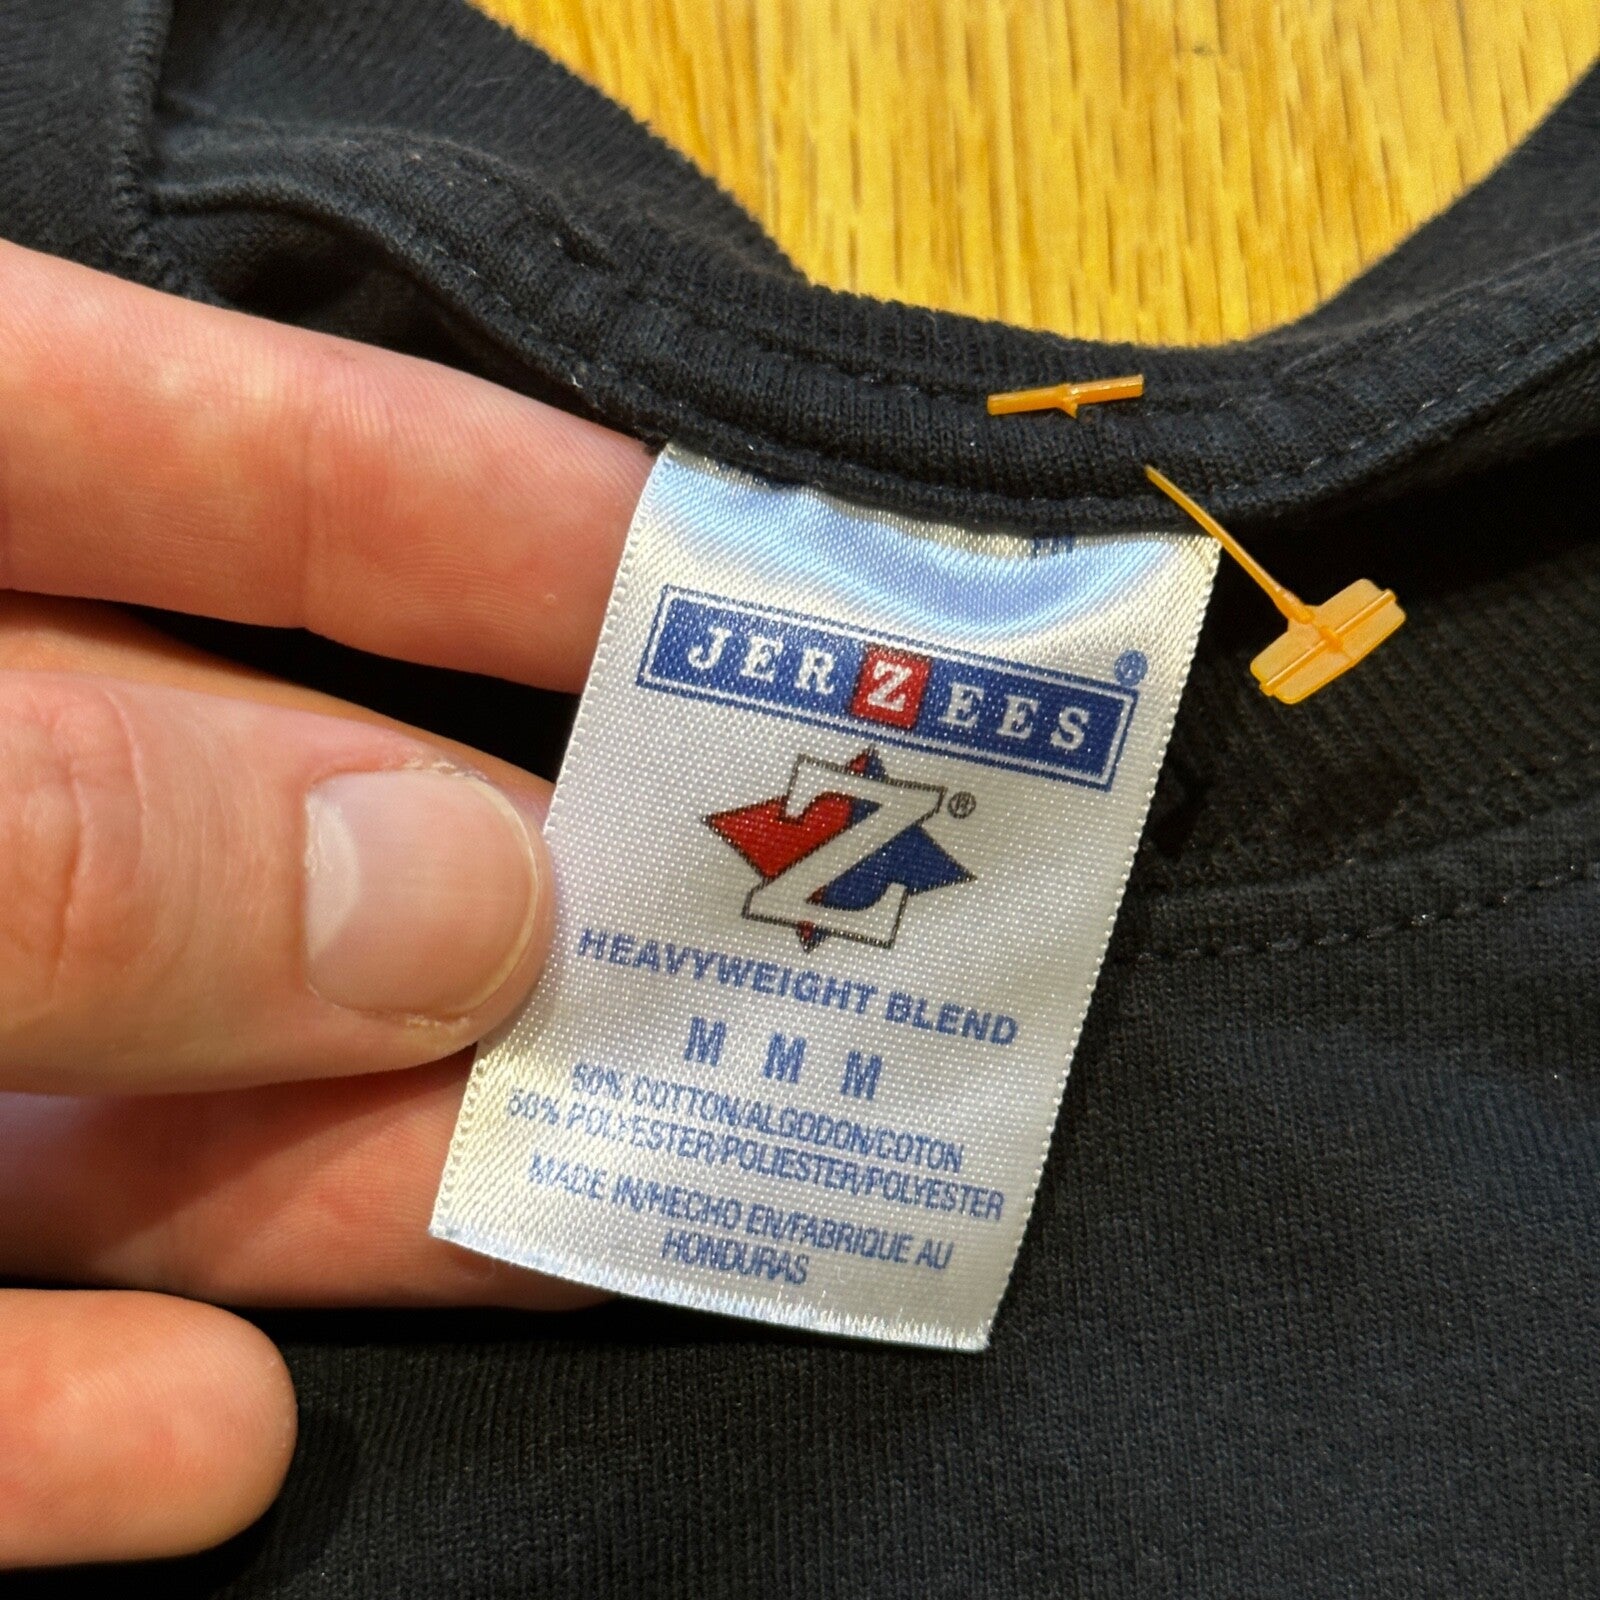 JERZEES®
Z®
HEAVYWEIGHT BLEND
M M M
50% COTTON/ALGODON/COTON
50% POLYESTER/POLIESTER/POLYESTER
MADE IN/HECHO EN/FABRIQUE AU
HONDURAS